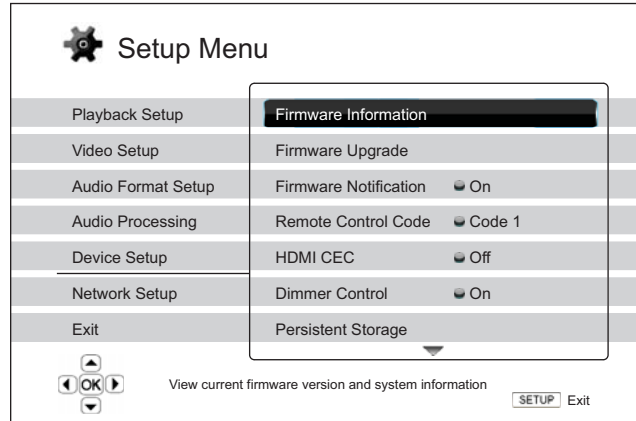 Setup Menu
Playback Setup
Video Setup
Audio Format Setup
Audio Processing
Device Setup
Network Setup
Exit
Firmware Information
Firmware Upgrade
Firmware Notification On
Remote Control Code Code 1
HDMI CEC Off
Dimmer Control On
Persistent Storage
OK
View current firmware version and system information
SETUP Exit